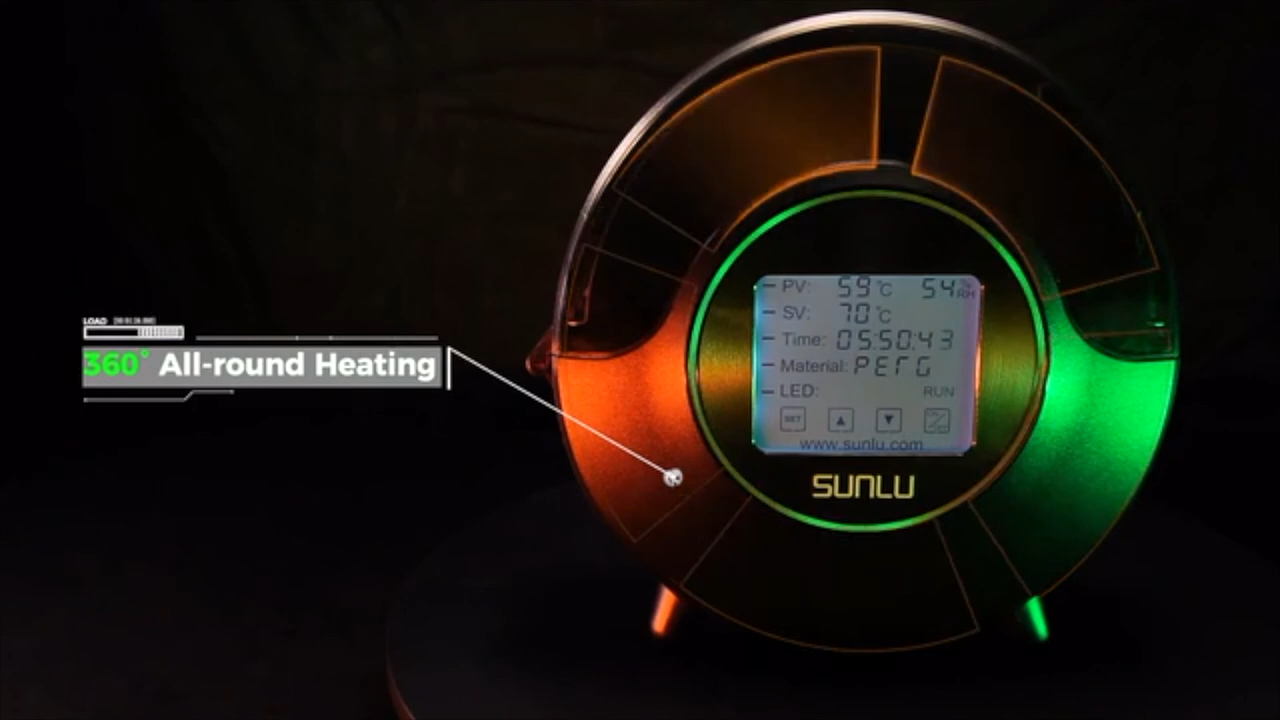 LOAD
360° All-round Heating
PV: 59 °C 54 %RH
SV: 70 °C
Time: 05:50:43
Material: PETG
LED: RUN
SET ▲ ▼
www.sunlu.com
SUNLU